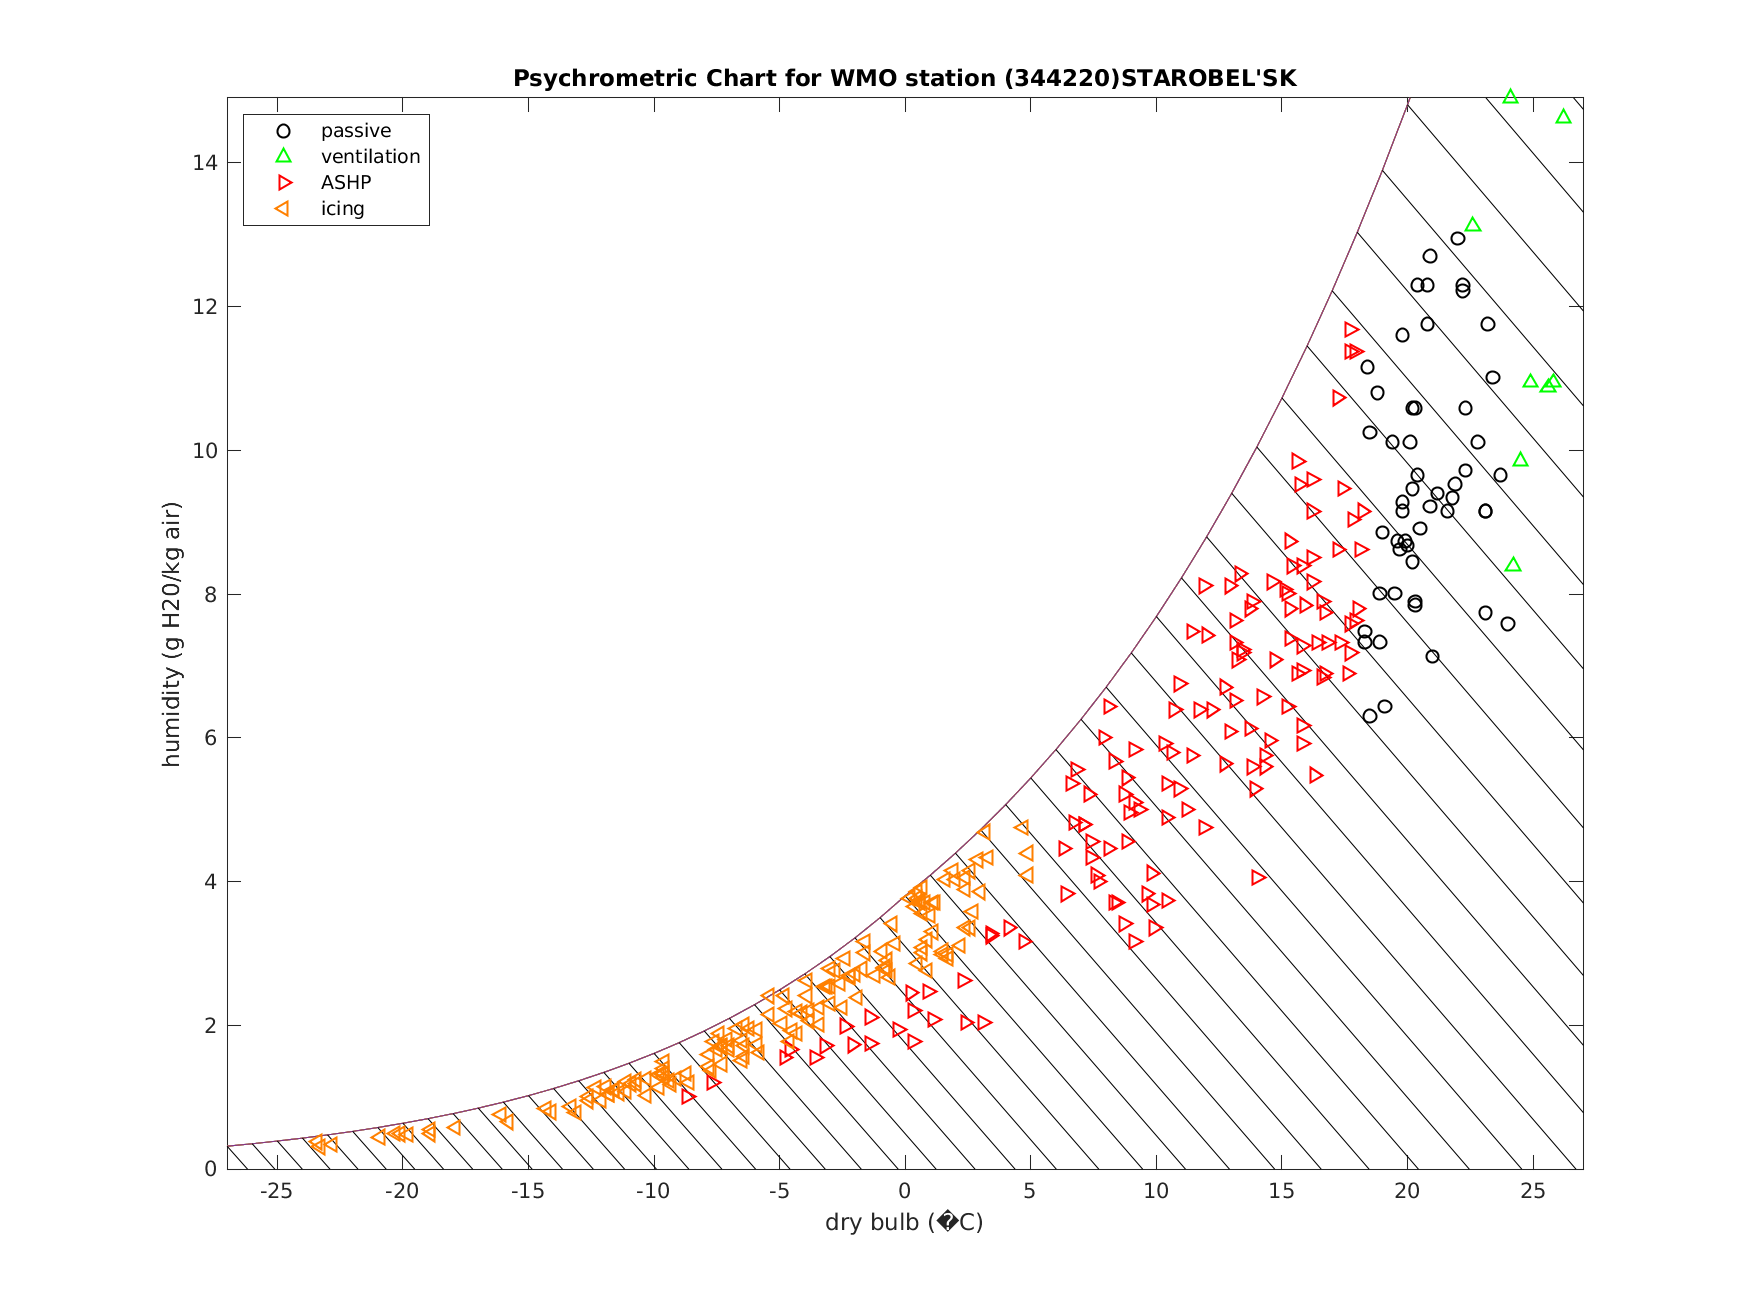 Psychrometric Chart for WMO station (344220)STAROBEL'SK
passive
ventilation
ASHP
icing
14
12
10
8
6
4
2
0
humidity (g H20/kg air)
-25
-20
-15
-10
-5
0
5
10
15
20
25
dry bulb (�C)